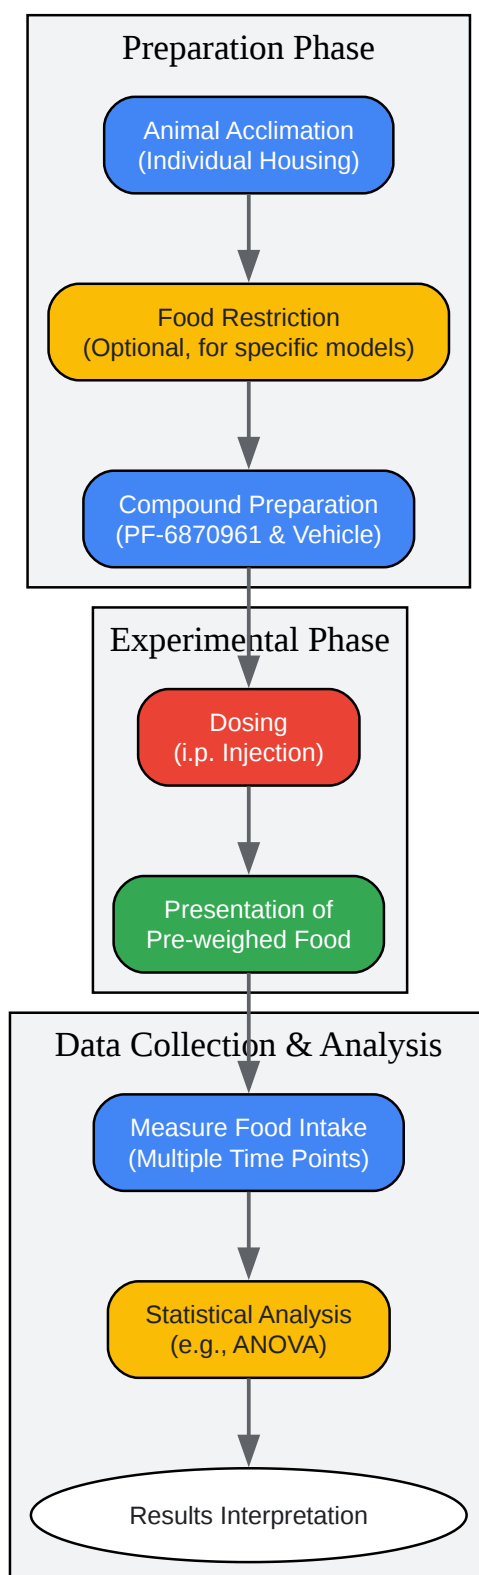 Preparation Phase
Animal Acclimation
(Individual Housing)
Food Restriction
(Optional, for specific models)
Compound Preparation
(PF-6870961 & Vehicle)
Experimental Phase
Dosing
(i.p. Injection)
Presentation of
Pre-weighed Food
Data Collection & Analysis
Measure Food Intake
(Multiple Time Points)
Statistical Analysis
(e.g., ANOVA)
Results Interpretation